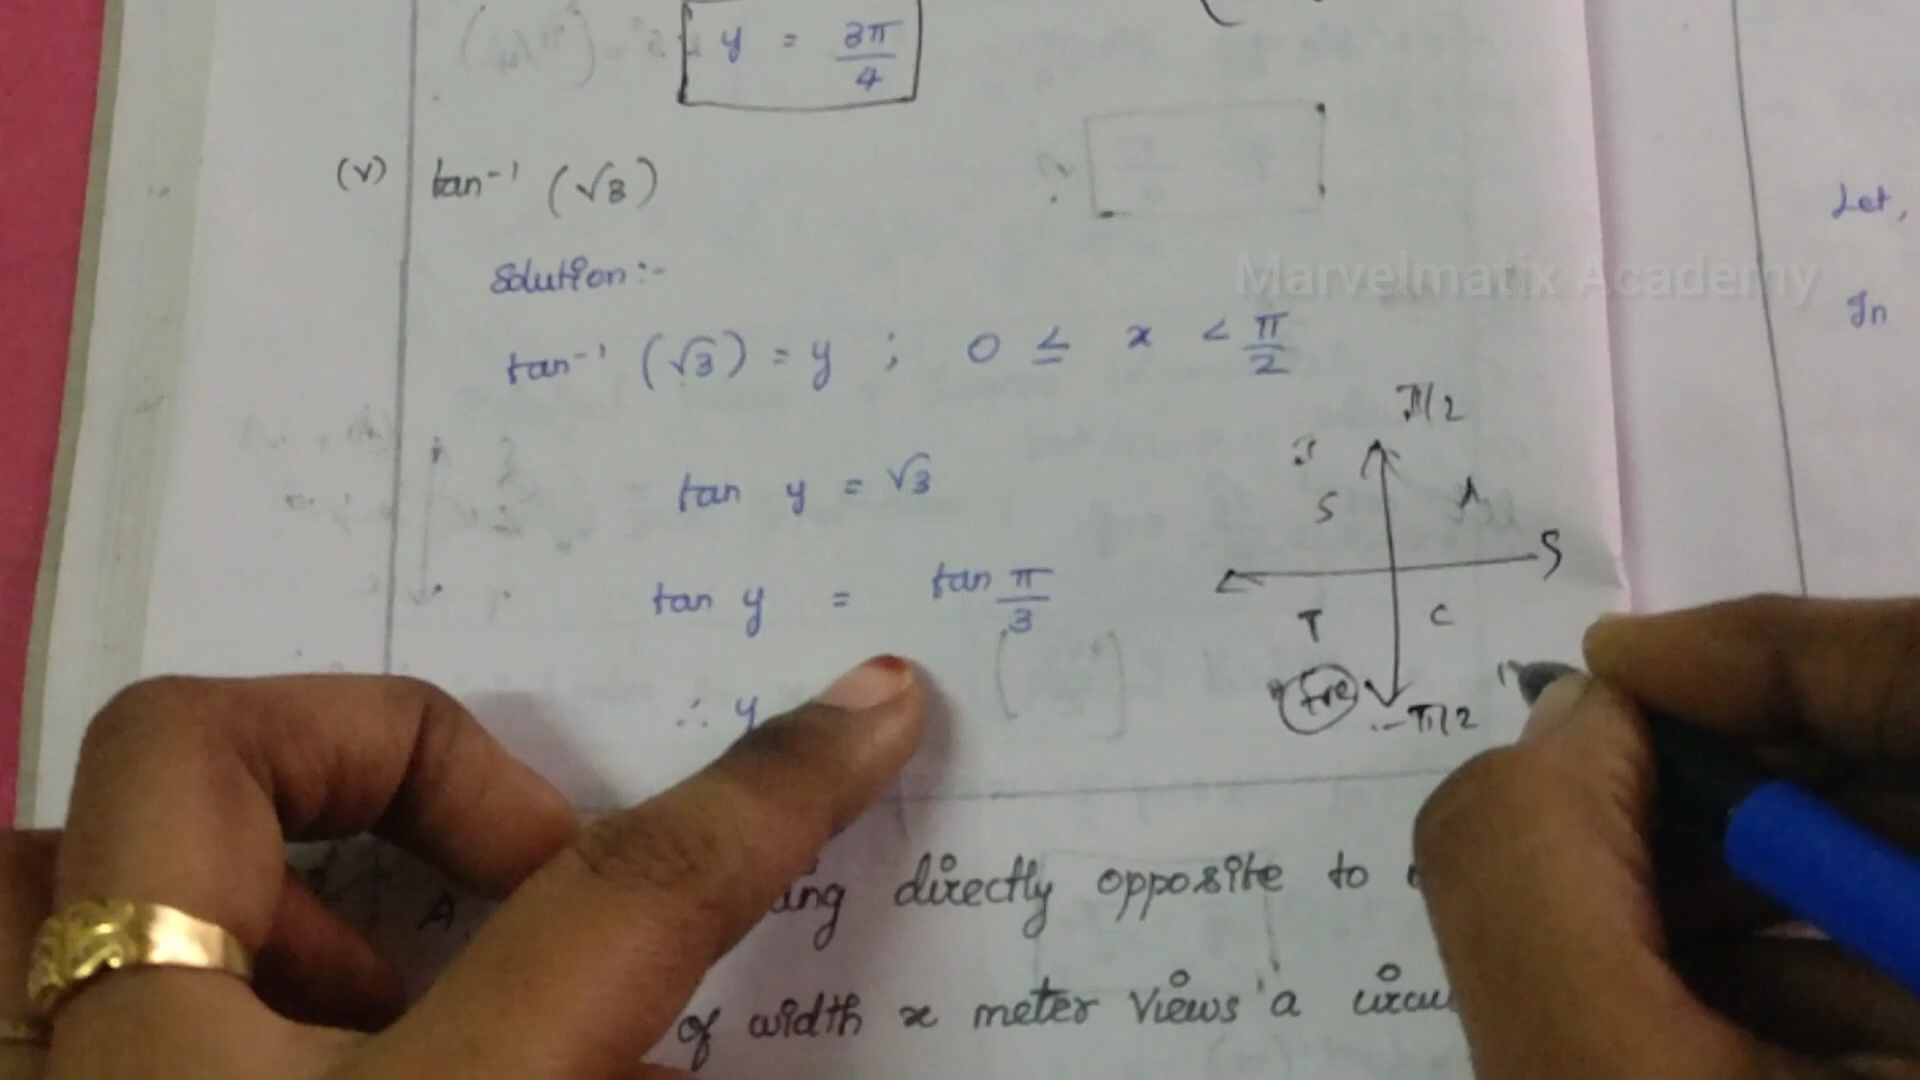 y = 3π/4
(v) tan⁻¹ (√3)
Let,
Marvelmatix Academy
Solution:-
In
tan⁻¹ (√3) = y ; 0 ≤ x < π/2
π/2
tan y = √3
S A
tan y = tan π/3
T C
+ve
-π/2
∴ y
directly opposite to
of width x meter views a